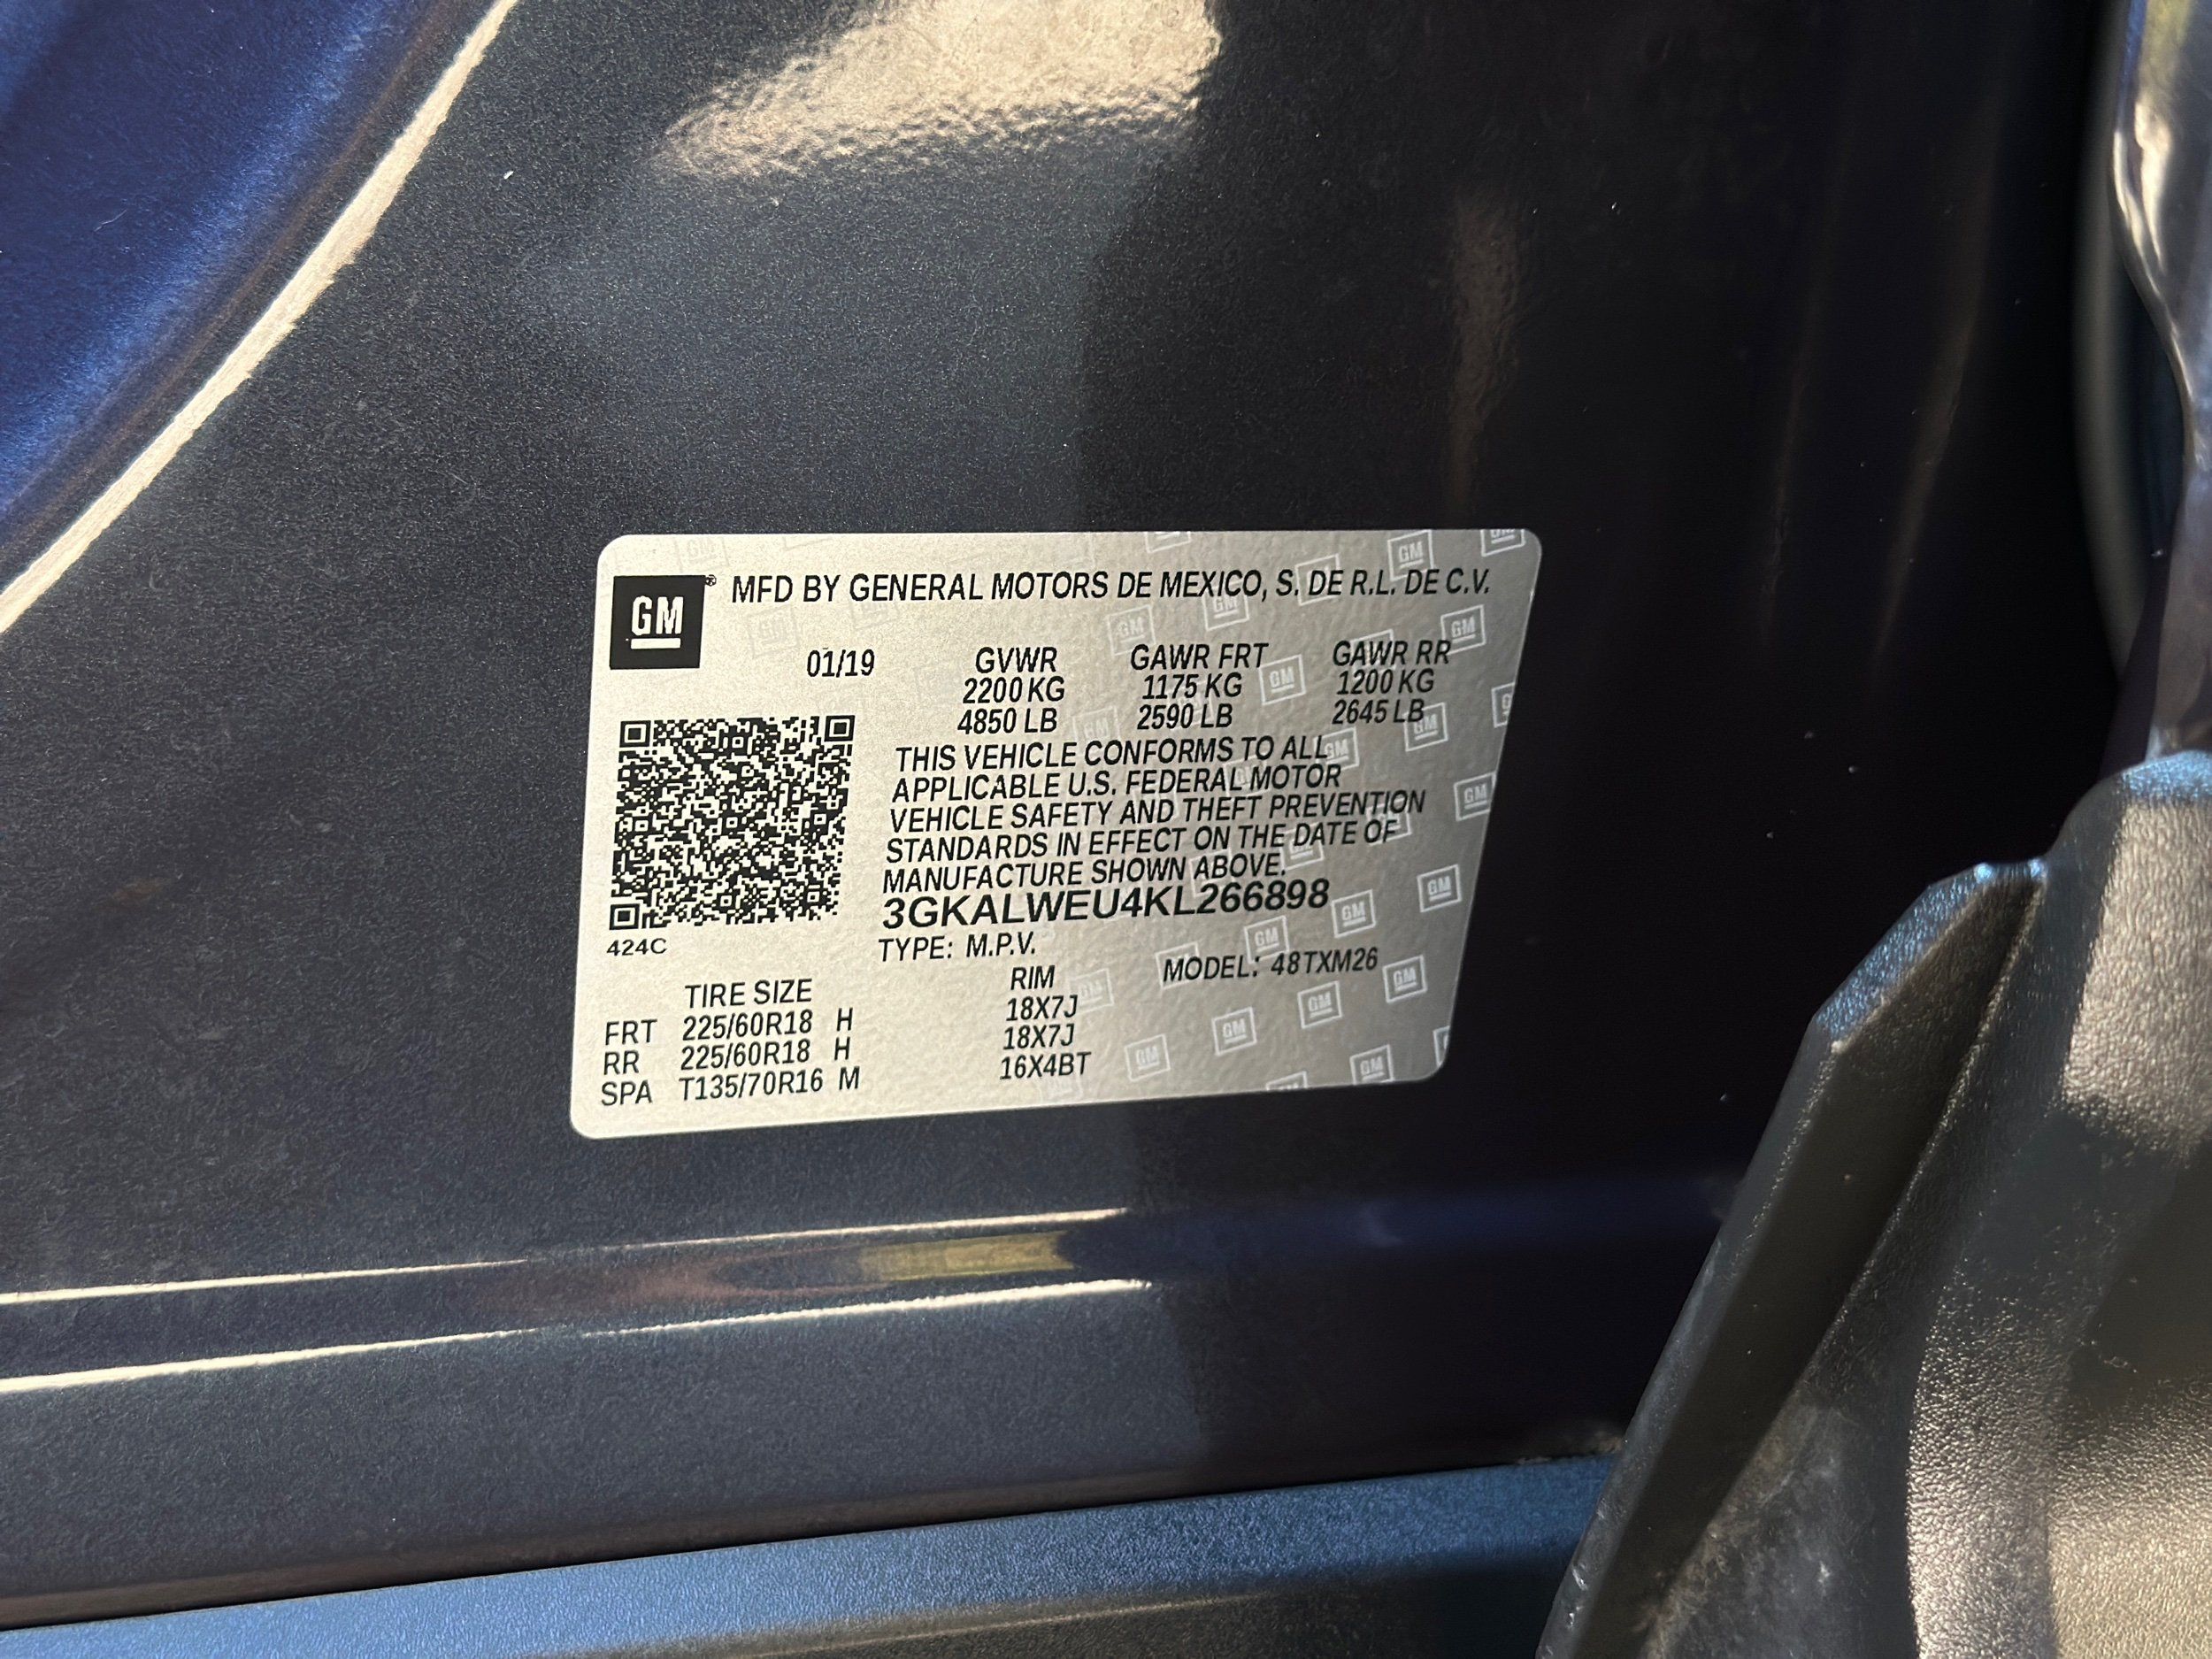 GM
® MFD BY GENERAL MOTORS DE MEXICO, S. DE R.L. DE C.V.
01/19 GVWR GAWR FRT GAWR RR
2200 KG 1175 KG 1200 KG
4850 LB 2590 LB 2645 LB
THIS VEHICLE CONFORMS TO ALL
APPLICABLE U.S. FEDERAL MOTOR
VEHICLE SAFETY AND THEFT PREVENTION
STANDARDS IN EFFECT ON THE DATE OF
MANUFACTURE SHOWN ABOVE.
3GKALWEU4KL266898
424C
TYPE: M.P.V. MODEL: 48TXM26
TIRE SIZE RIM
FRT 225/60R18 H 18X7J
RR 225/60R18 H 18X7J
SPA T135/70R16 M 16X4BT